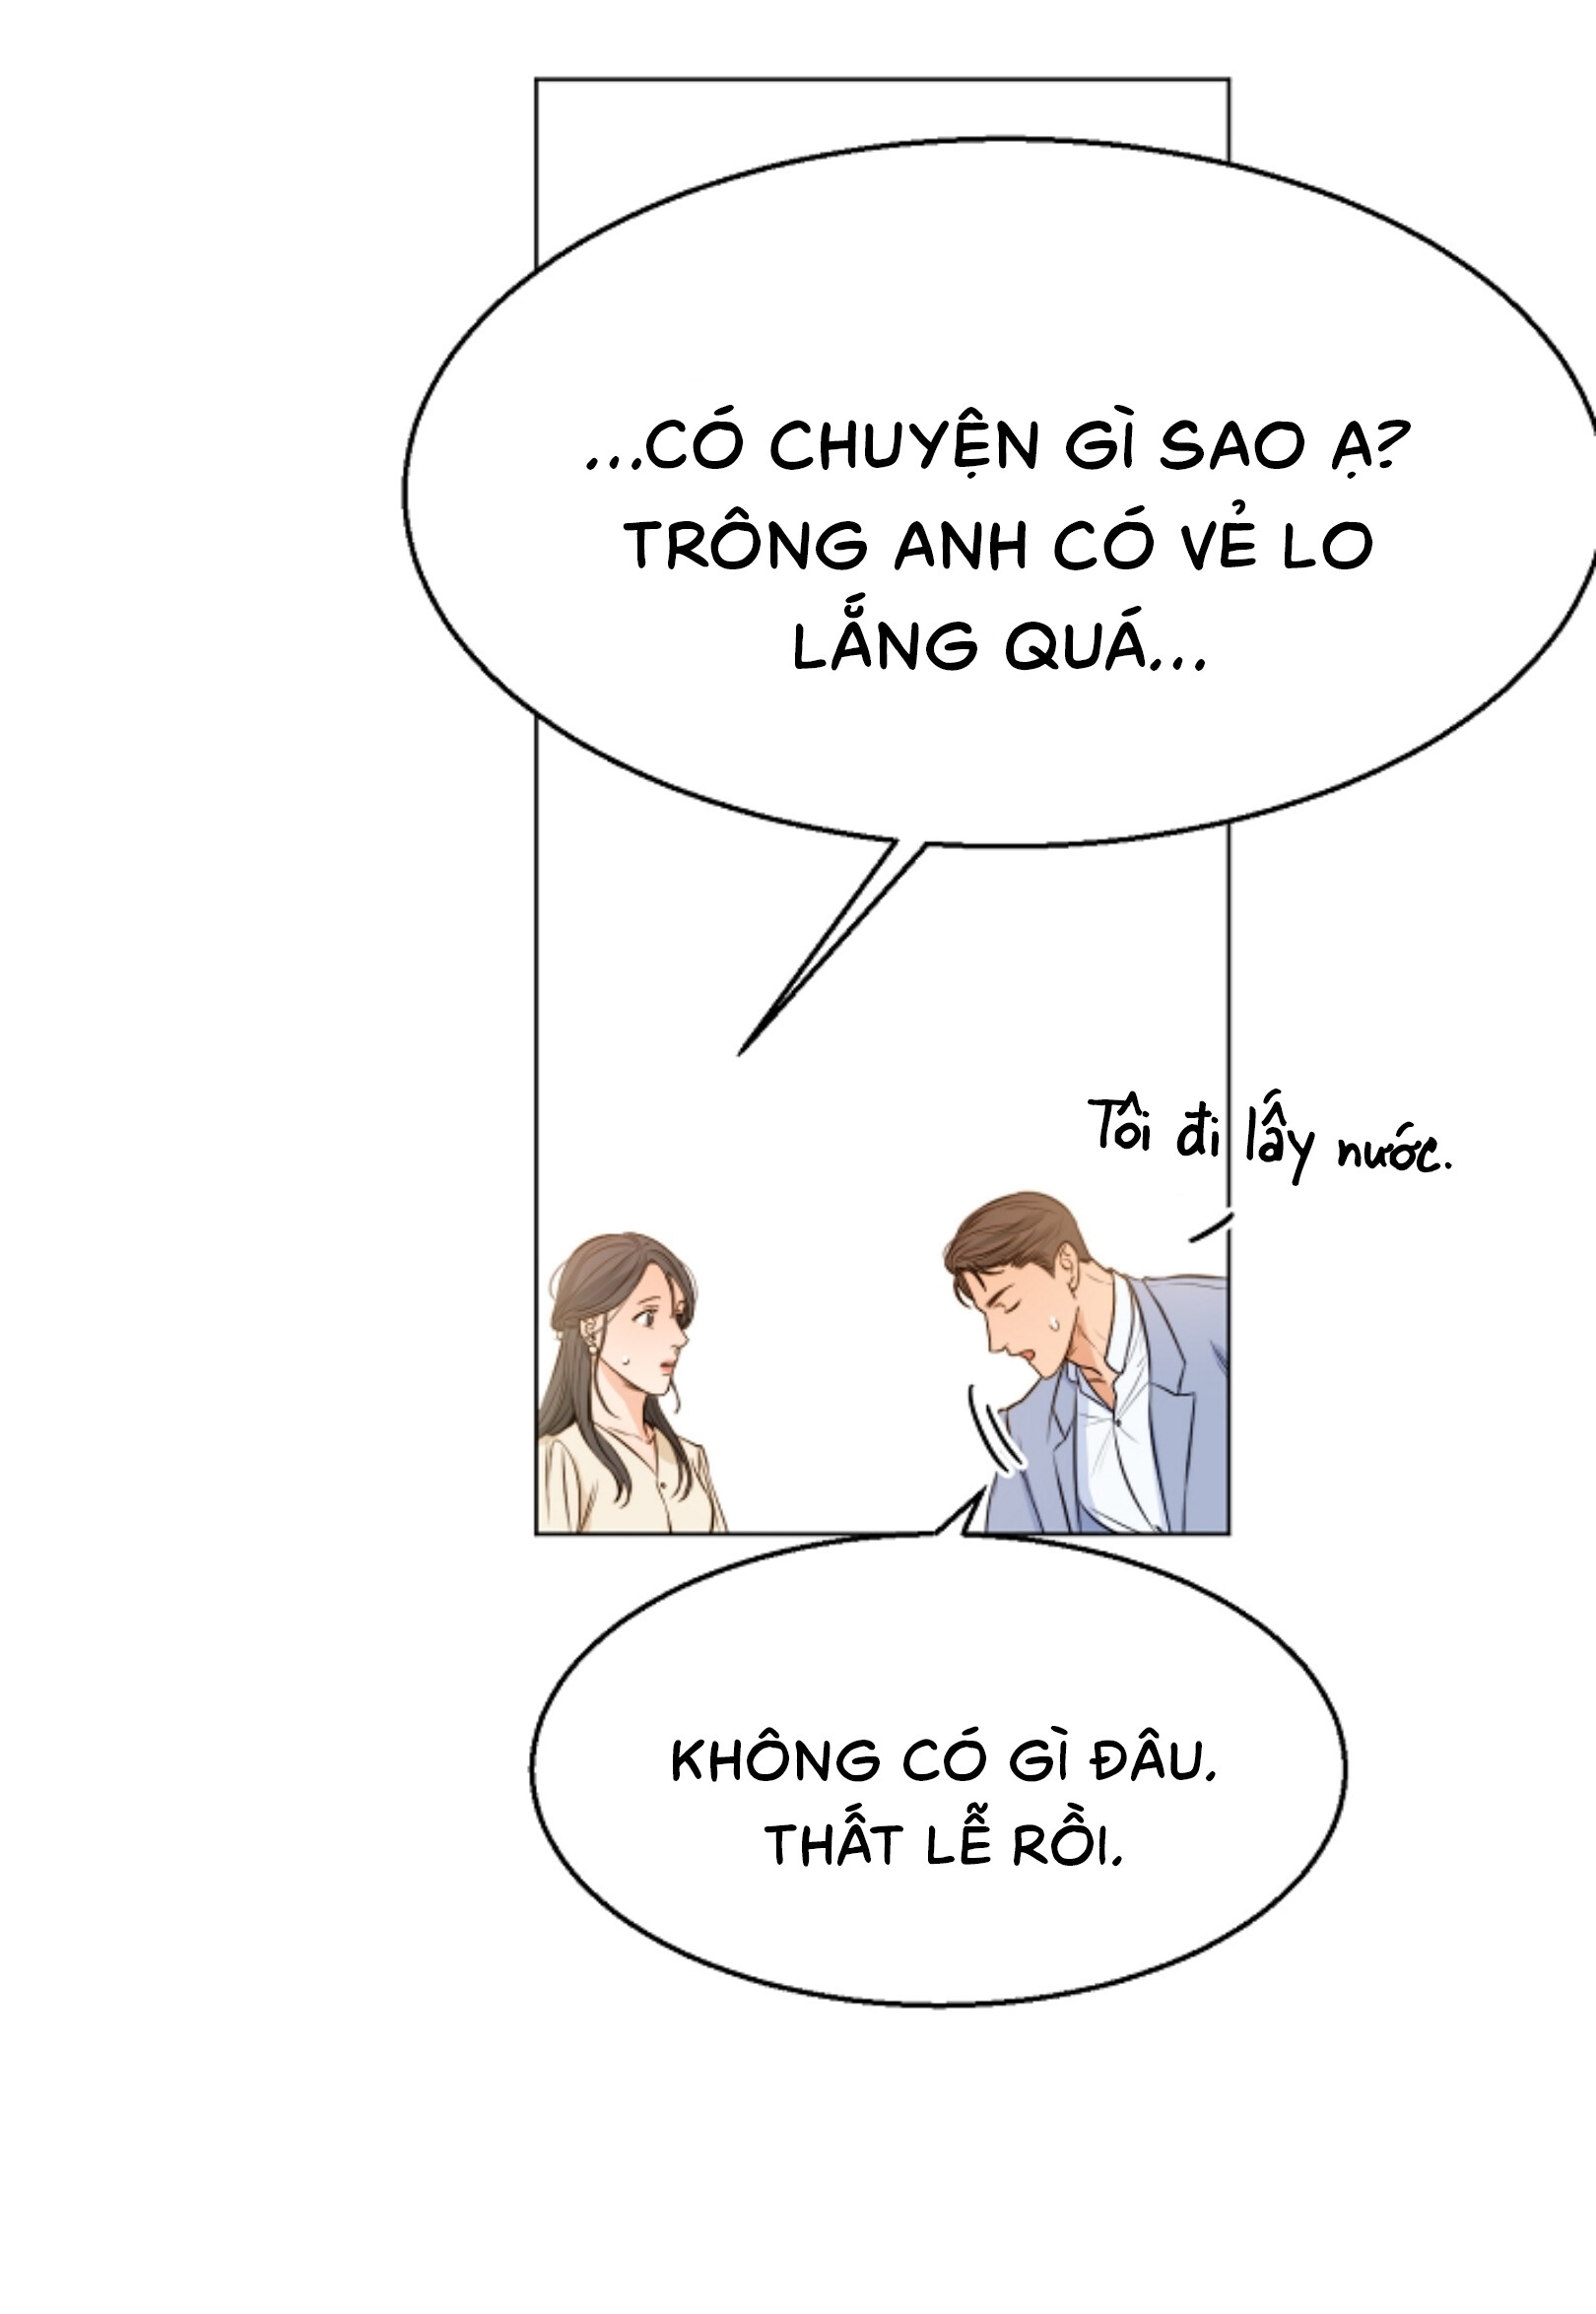 ...CÓ CHUYỆN GÌ SAO Ạ?
TRÔNG ANH CÓ VẺ LO
LẮNG QUÁ...
Tôi đi lấy nước.
KHÔNG CÓ GÌ ĐÂU.
THẤT LỄ RỒI.